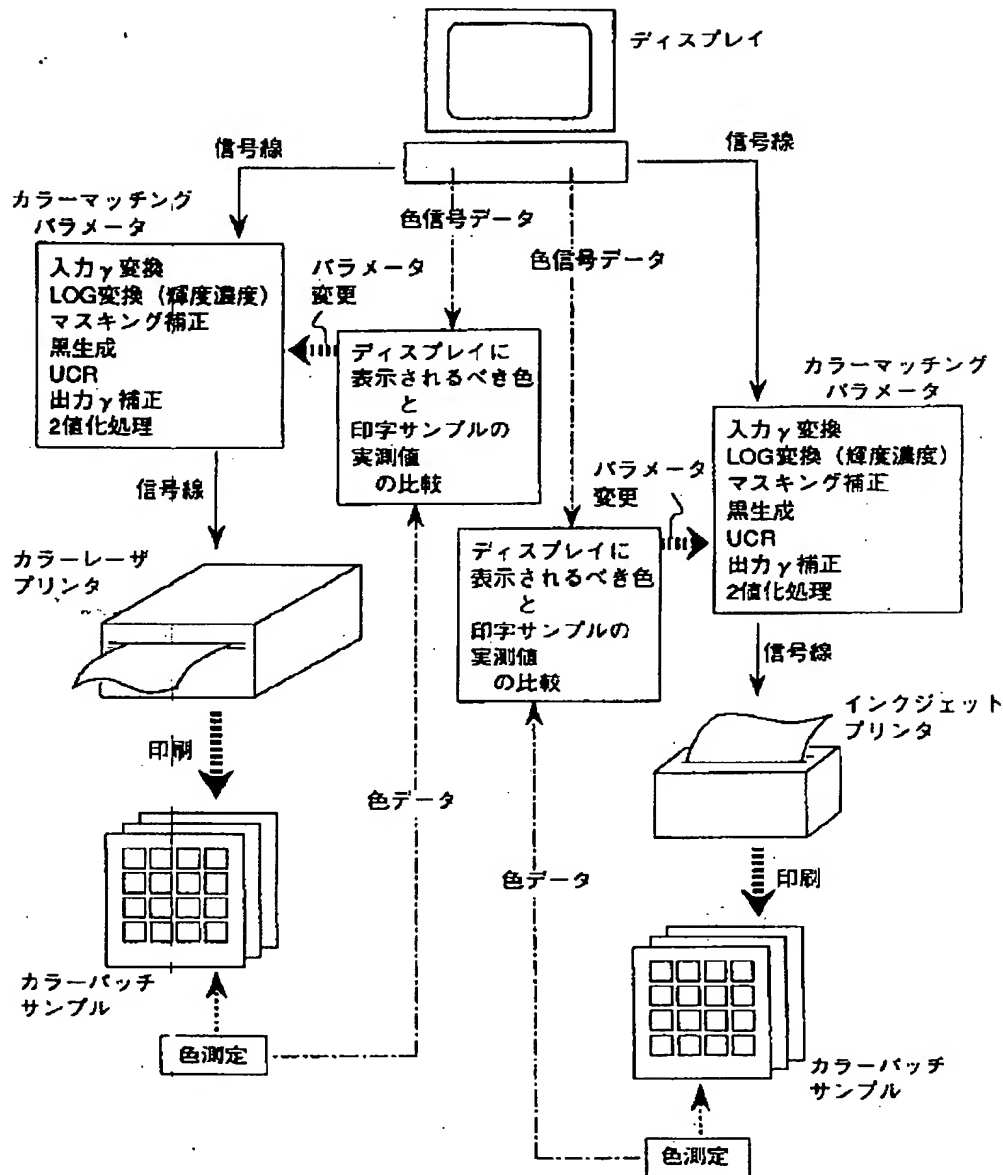 ディスプレイ
信号線
信号線
カラーマッチング
パラメータ
色信号データ
色信号データ
入力γ変換
LOG変換（輝度濃度）
マスキング補正
黒生成
UCR
出力γ補正
2値化処理
パラメータ
変更
ディスプレイに
表示されるべき色
と
印字サンプルの
実測値
の比較
カラーマッチング
パラメータ
入力γ変換
LOG変換（輝度濃度）
マスキング補正
黒生成
UCR
出力γ補正
2値化処理
パラメータ
変更
ディスプレイに
表示されるべき色
と
印字サンプルの
実測値
の比較
信号線
カラーレーザ
プリンタ
信号線
インクジェット
プリンタ
印刷
色データ
色データ
印刷
カラーパッチ
サンプル
色測定
カラーパッチ
サンプル
色測定